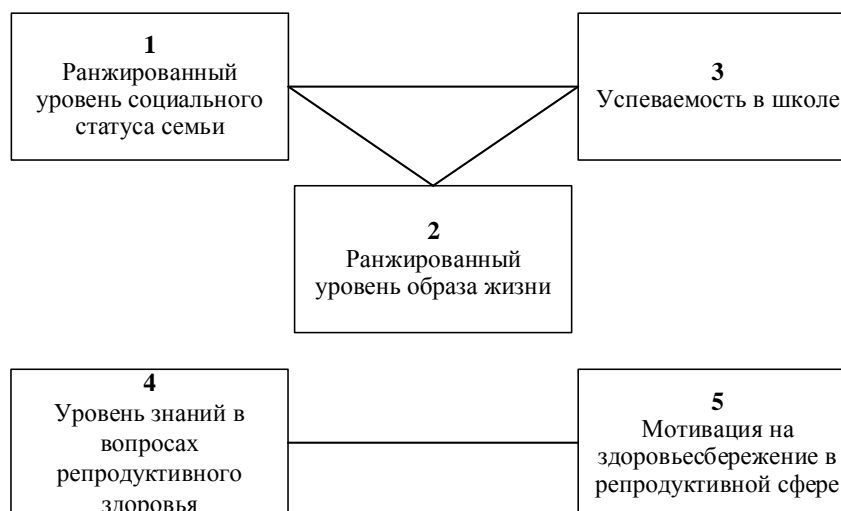 1
Ранжированный
уровень социального
статуса семьи
3
Успеваемость в школе
2
Ранжированный
уровень образа жизни
4
Уровень знаний в
вопросах
репродуктивного
здоровья
5
Мотивация на
здоровьесбережение в
репродуктивной сфере